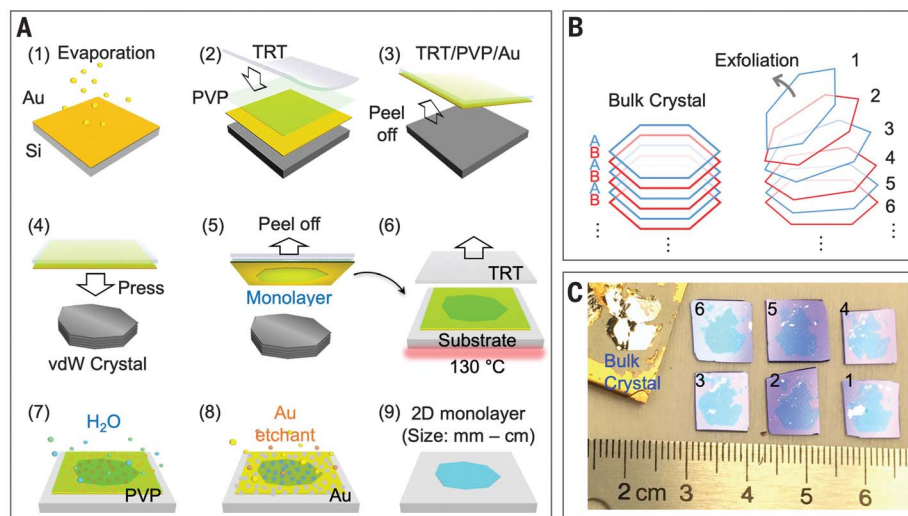 A
(1) Evaporation
Au
Si
(2) TRT
PVP
(3) TRT/PVP/Au
Peel
off
(4)
Press
vdW Crystal
(5) Peel off
Monolayer
(6)
TRT
Substrate
130 °C
(7) H₂O
PVP
(8) Au
etchant
Au
(9) 2D monolayer
(Size: mm – cm)
B
Bulk Crystal
A
B
A
B
A
B
Exfoliation
1
2
3
4
5
6
C
Bulk
Crystal
6 5 4
3 2 1
2 cm 3 4 5 6